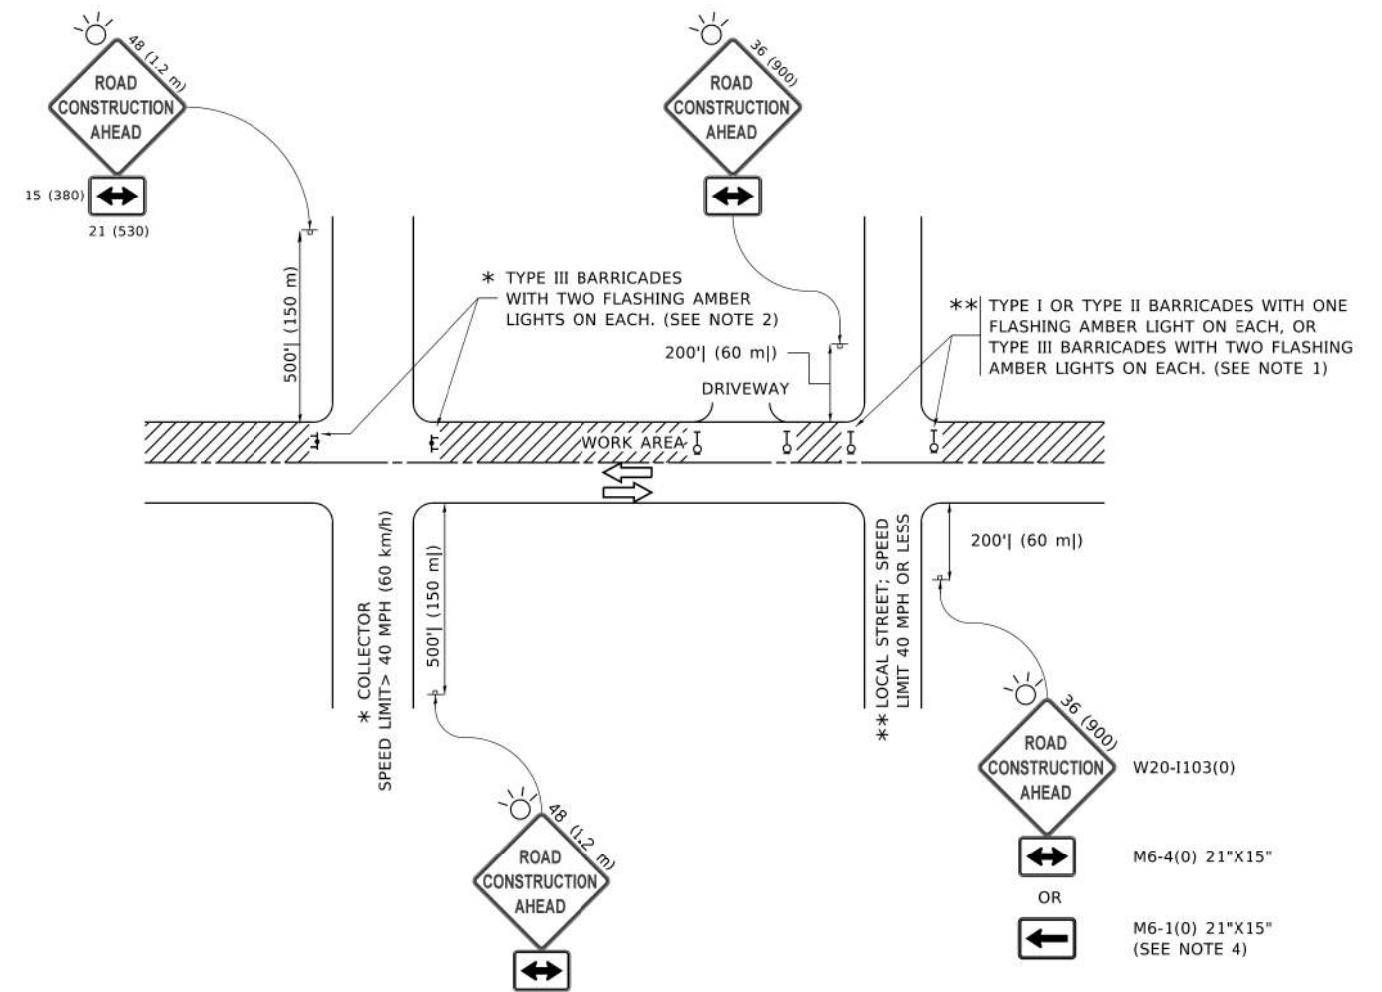 48 (1.2 m)
ROAD
CONSTRUCTION
AHEAD
15 (380)
21 (530)
36 (900)
ROAD
CONSTRUCTION
AHEAD
500'| (150 m)
* TYPE III BARRICADES
WITH TWO FLASHING AMBER
LIGHTS ON EACH. (SEE NOTE 2)
200'| (60 m|)
DRIVEWAY
** TYPE I OR TYPE II BARRICADES WITH ONE
FLASHING AMBER LIGHT ON EACH, OR
TYPE III BARRICADES WITH TWO FLASHING
AMBER LIGHTS ON EACH. (SEE NOTE 1)
WORK AREA
* COLLECTOR
SPEED LIMIT> 40 MPH (60 km/h)
500'| (150 m|)
** LOCAL STREET; SPEED
LIMIT 40 MPH OR LESS
200'| (60 m|)
48 (1.2 m)
ROAD
CONSTRUCTION
AHEAD
36 (900)
ROAD
CONSTRUCTION
AHEAD
W20-I103(0)
M6-4(0) 21"X15"
OR
M6-1(0) 21"X15"
(SEE NOTE 4)